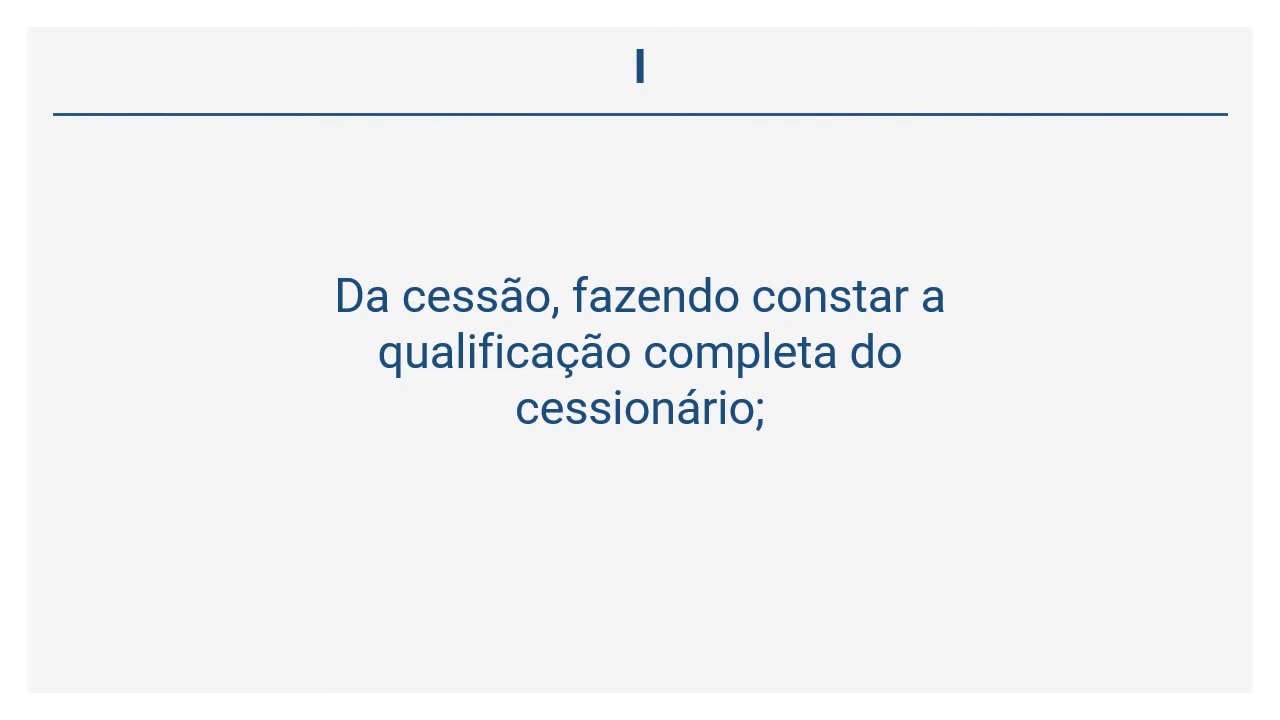 I
Da cessão, fazendo constar a
qualificação completa do
cessionário;